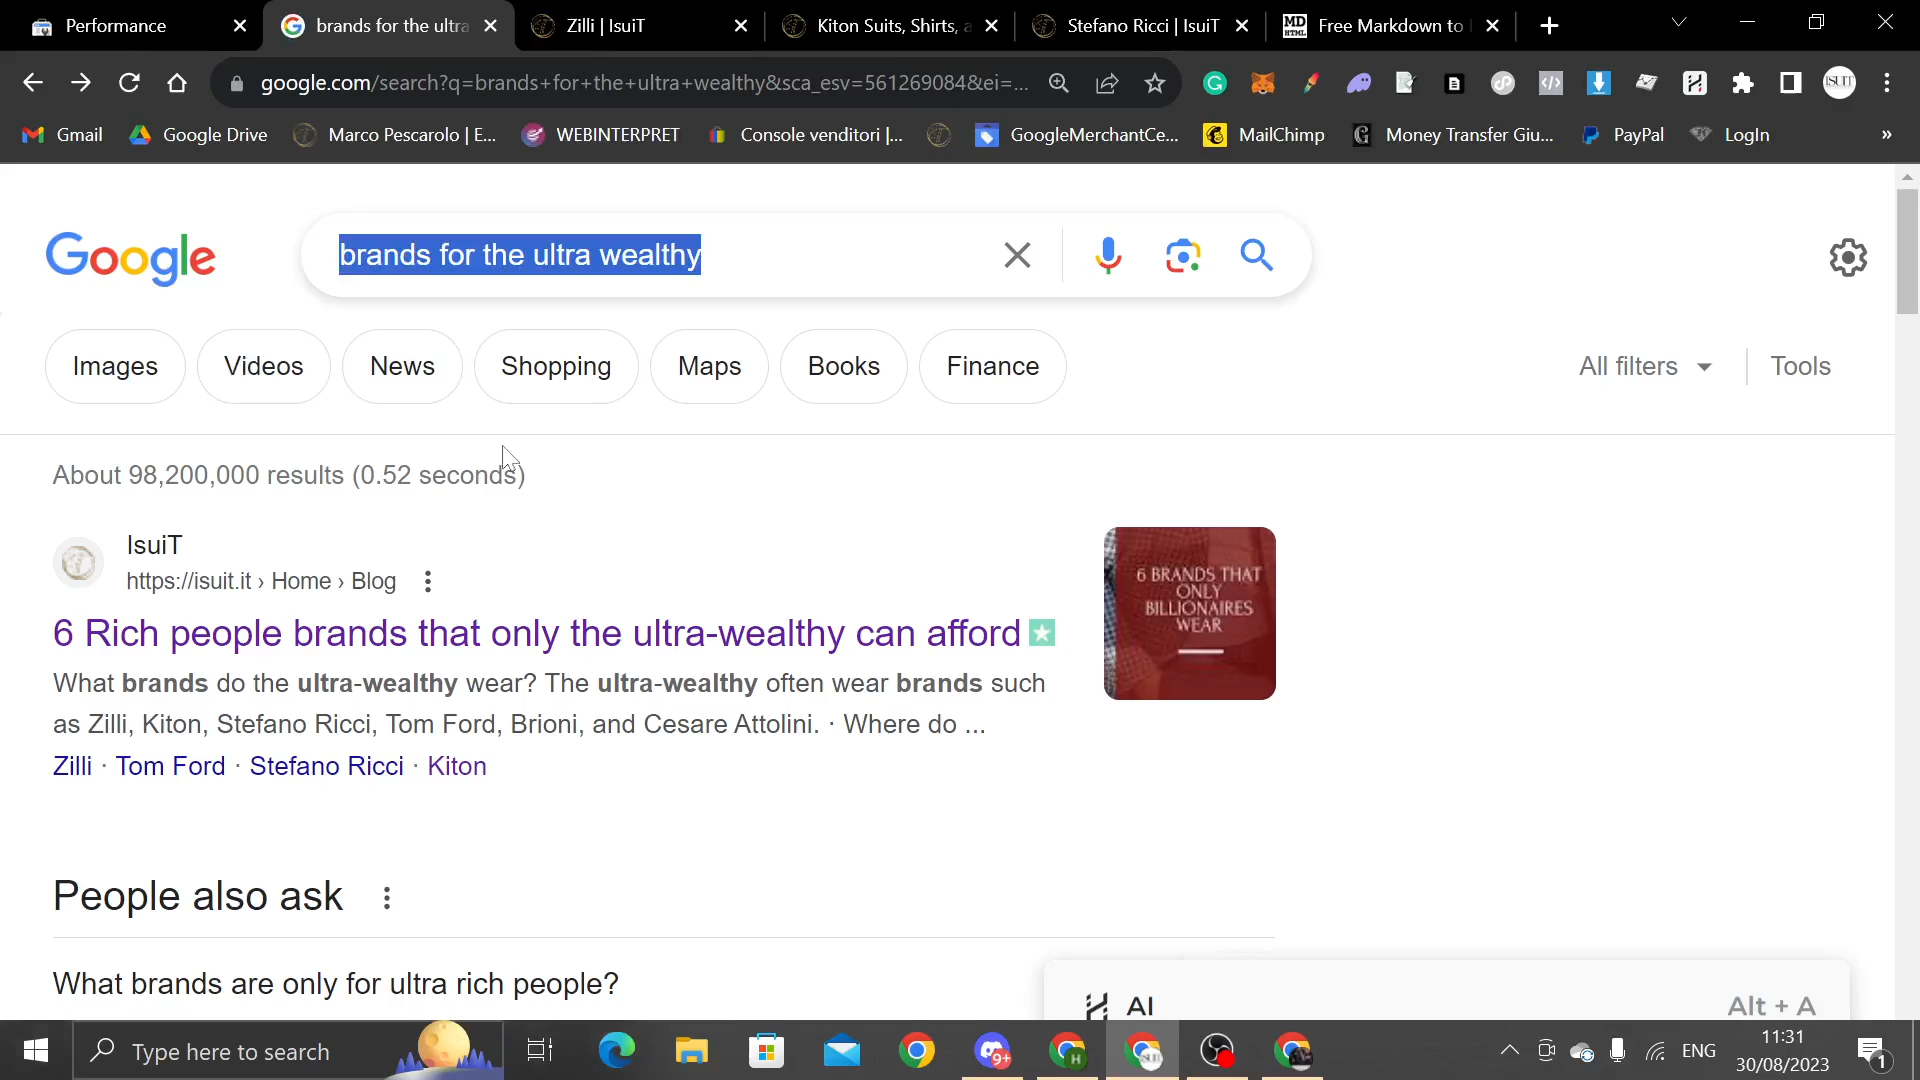 Performance
brands for the ultra
Zilli | IsuiT
Kiton Suits, Shirts, a
Stefano Ricci | IsuiT
MD
HTML
Free Markdown to
google.com/search?q=brands+for+the+ultra+wealthy&sca_esv=561269084&ei=...
ISUIT
Gmail
Google Drive
Marco Pescarolo | E...
WEBINTERPRET
Console venditori |...
GoogleMerchantCe...
MailChimp
Money Transfer Giu...
PayPal
LogIn
»
Google
brands for the ultra wealthy
Images
Videos
News
Shopping
Maps
Books
Finance
All filters
Tools
About 98,200,000 results (0.52 seconds)
IsuiT
https://isuit.it › Home › Blog
6 Rich people brands that only the ultra-wealthy can afford
What brands do the ultra-wealthy wear? The ultra-wealthy often wear brands such
as Zilli, Kiton, Stefano Ricci, Tom Ford, Brioni, and Cesare Attolini. · Where do ...
Zilli · Tom Ford · Stefano Ricci · Kiton
6 BRANDS THAT
ONLY
BILLIONAIRES
WEAR
People also ask
What brands are only for ultra rich people?
AI
Alt + A
Type here to search
9+
H
ENG
11:31
30/08/2023
1